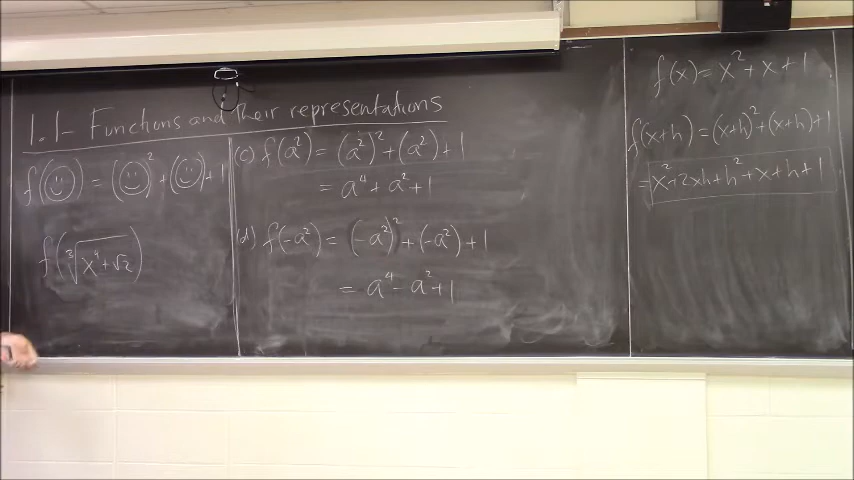 1.1- Functions and their representations
f(☺) = (☺)² + (☺) + 1
f(∛(x⁴ + √2))
(c) f(a²) = (a²)² + (a²) + 1
= a⁴ + a² + 1
(d) f(-a²) = (-a²)² + (-a²) + 1
= a⁴ - a² + 1
f(x) = x² + x + 1
f(x+h) = (x+h)² + (x+h) + 1
= x² + 2xh + h² + x + h + 1